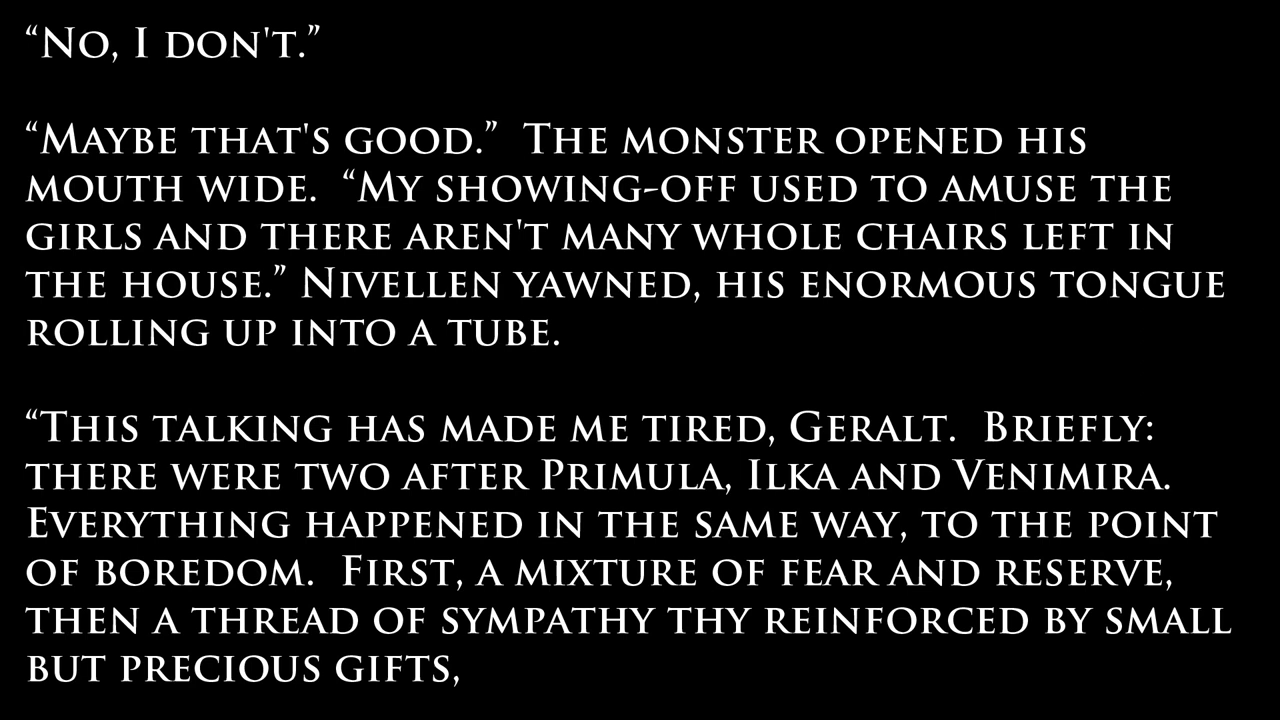 “No, I don't.”
“Maybe that's good.”  The monster opened his
mouth wide.  “My showing-off used to amuse the
girls and there aren't many whole chairs left in
the house.” Nivellen yawned, his enormous tongue
rolling up into a tube.
“This talking has made me tired, Geralt.  Briefly:
there were two after Primula, Ilka and Venimira.
Everything happened in the same way, to the point
of boredom.  First, a mixture of fear and reserve,
then a thread of sympathy thy reinforced by small
but precious gifts,